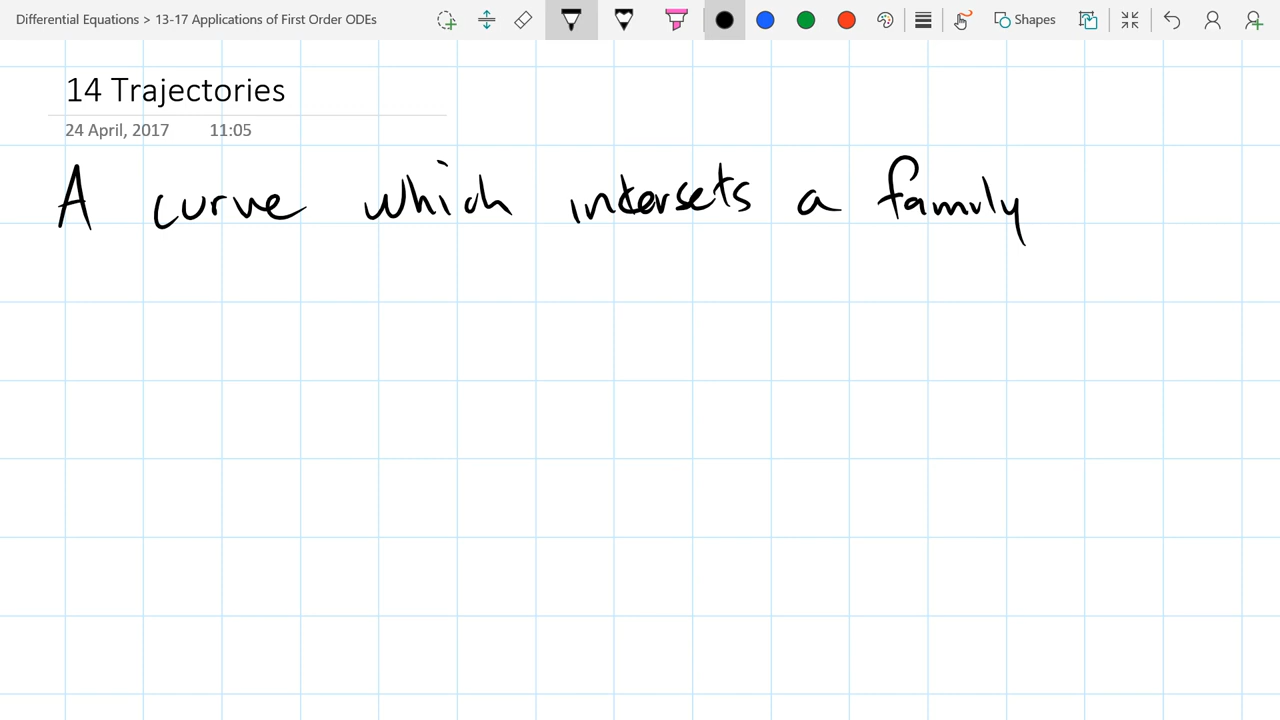 Differential Equations > 13-17 Applications of First Order ODEs
Shapes
14 Trajectories
24 April, 2017 11:05
A curve which intersets a family